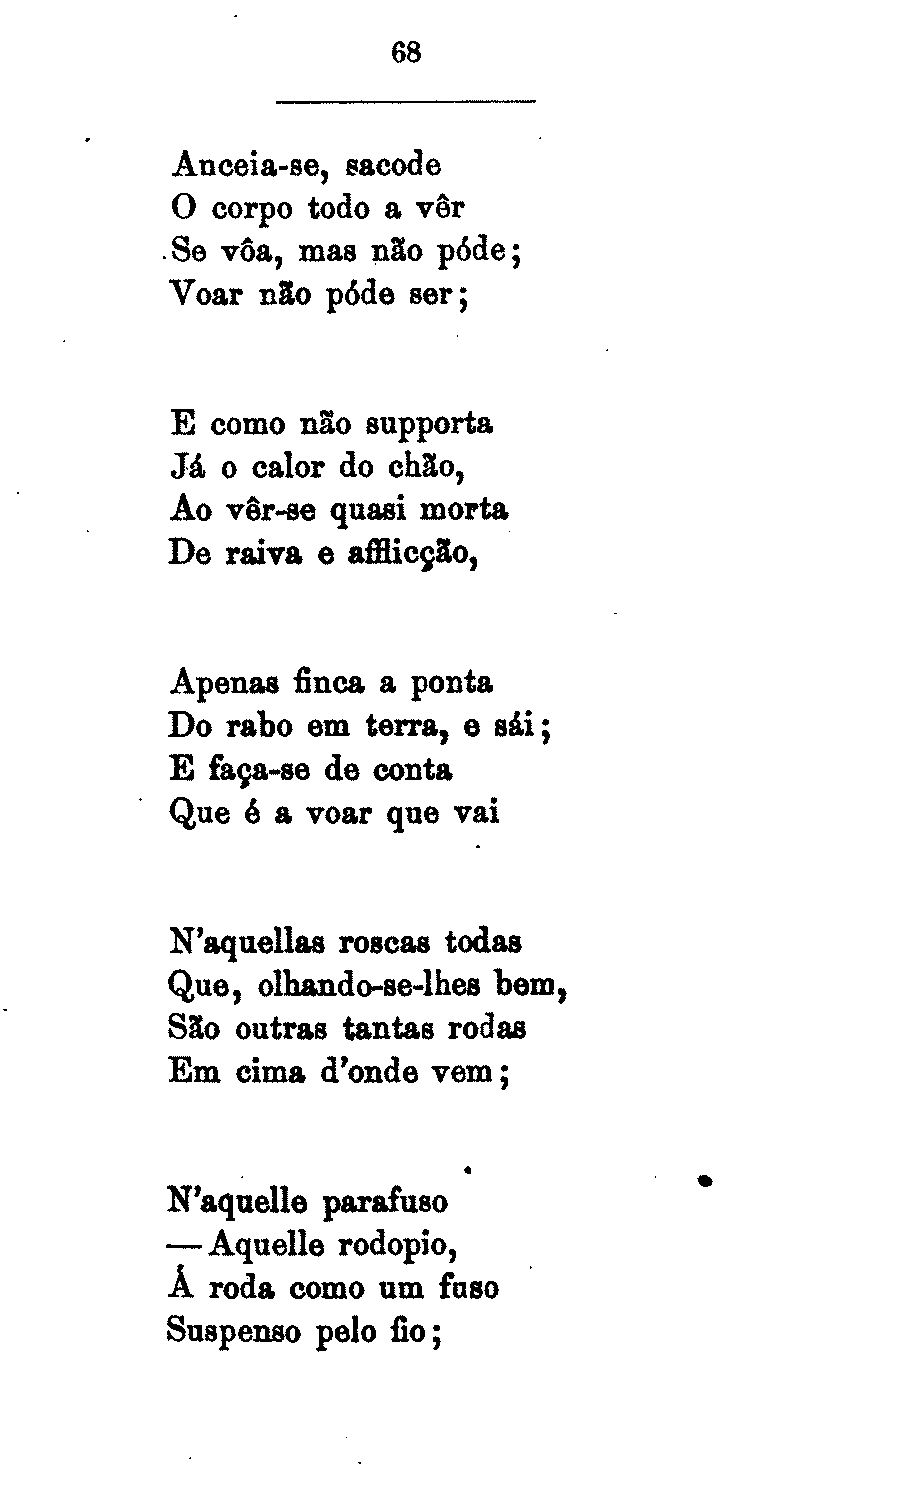 68
Anceia-se, sacode
O corpo todo a vêr
Se vôa, mas não póde;
Voar não póde ser;
E como não supporta
Já o calor do chão,
Ao vêr-se quasi morta
De raiva e afflicção,
Apenas finca a ponta
Do rabo em terra, e sái;
E faça-se de conta
Que é a voar que vai
N'aquellas roscas todas
Que, olhando-se-lhes bem,
São outras tantas rodas
Em cima d'onde vem;
N'aquelle parafuso
—Aquelle rodopio,
Á roda como um fuso
Suspenso pelo fio;